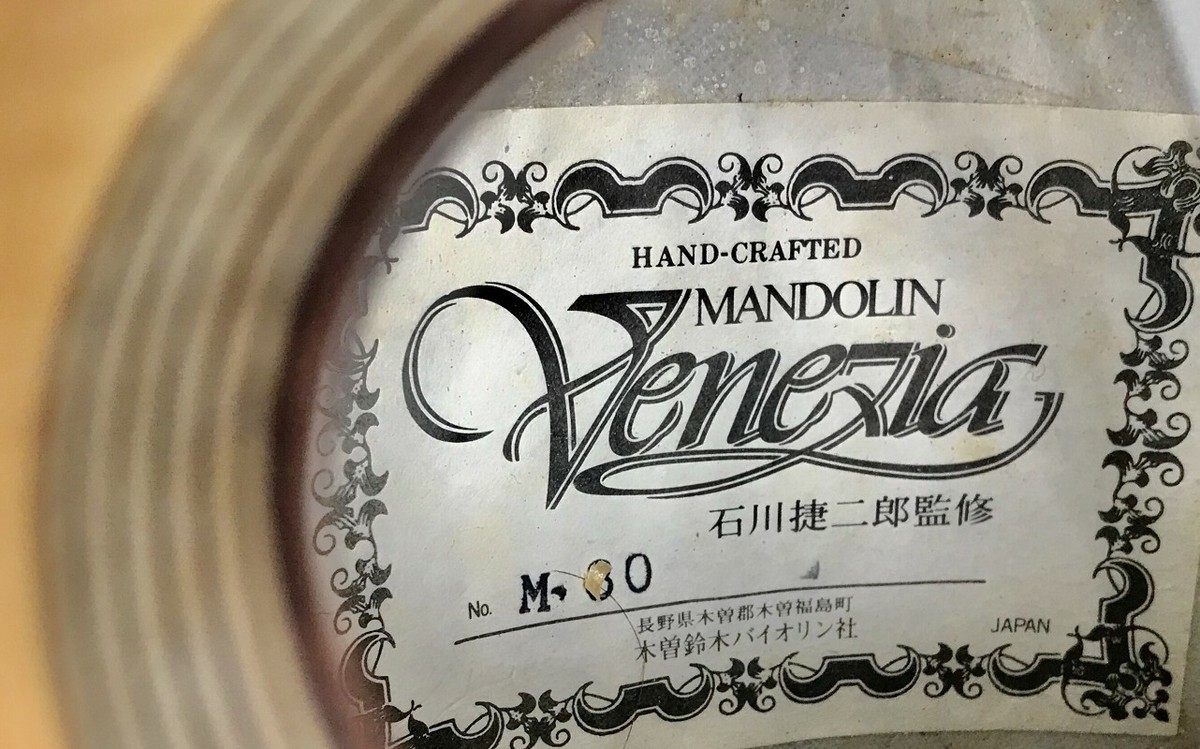 HAND-CRAFTED
MANDOLIN
Venezia
石川捷二郎監修
No.
長野県木曽郡木曽福島町
木曽鈴木バイオリン社
JAPAN